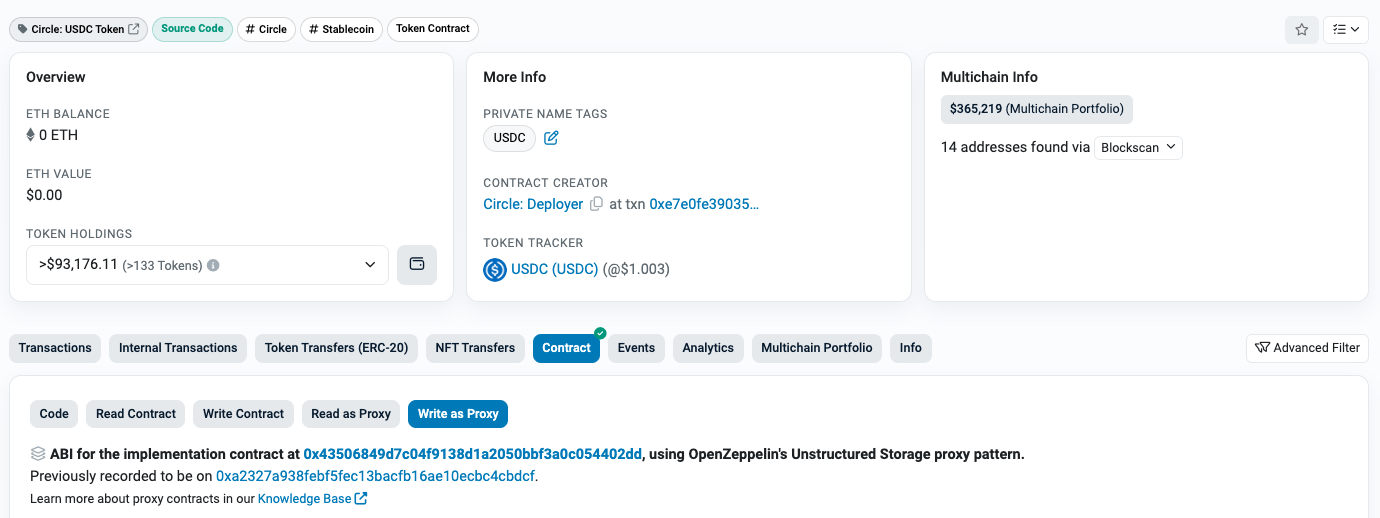 Circle: USDC Token
Source Code
# Circle
# Stablecoin
Token Contract
Overview
ETH BALANCE
0 ETH
ETH VALUE
$0.00
TOKEN HOLDINGS
>$93,176.11 (>133 Tokens)
More Info
PRIVATE NAME TAGS
USDC
CONTRACT CREATOR
Circle: Deployer at txn 0xe7e0fe39035...
TOKEN TRACKER
USDC (USDC) (@$1.003)
Multichain Info
$365,219 (Multichain Portfolio)
14 addresses found via Blockscan
Transactions
Internal Transactions
Token Transfers (ERC-20)
NFT Transfers
Contract
Events
Analytics
Multichain Portfolio
Info
Advanced Filter
Code
Read Contract
Write Contract
Read as Proxy
Write as Proxy
ABI for the implementation contract at 0x43506849d7c04f9138d1a2050bbf3a0c054402dd, using OpenZeppelin's Unstructured Storage proxy pattern.
Previously recorded to be on 0xa2327a938febf5fec13bacfb16ae10ecbc4cbdcf.
Learn more about proxy contracts in our Knowledge Base